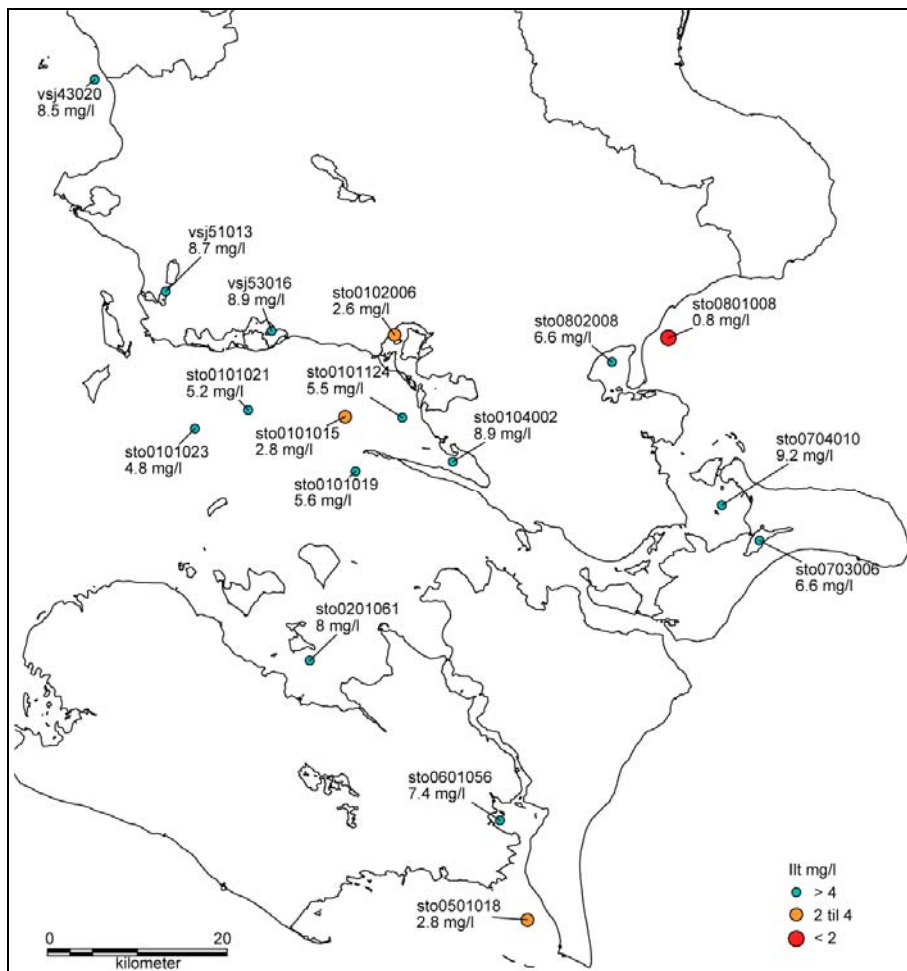 vsj43020
8.5 mg/l
vsj51013
8.7 mg/l
vsj53016
8.9 mg/l
sto0102006
2.6 mg/l
sto0802008
6.6 mg/l
sto0801008
0.8 mg/l
sto0101021
5.2 mg/l
sto0101124
5.5 mg/l
sto0101023
4.8 mg/l
sto0101015
2.8 mg/l
sto0104002
8.9 mg/l
sto0101019
5.6 mg/l
sto0704010
9.2 mg/l
sto0703006
6.6 mg/l
sto0201061
8 mg/l
sto0601056
7.4 mg/l
sto0501018
2.8 mg/l
Ilt mg/l
> 4
2 til 4
< 2
0 20
kilometer